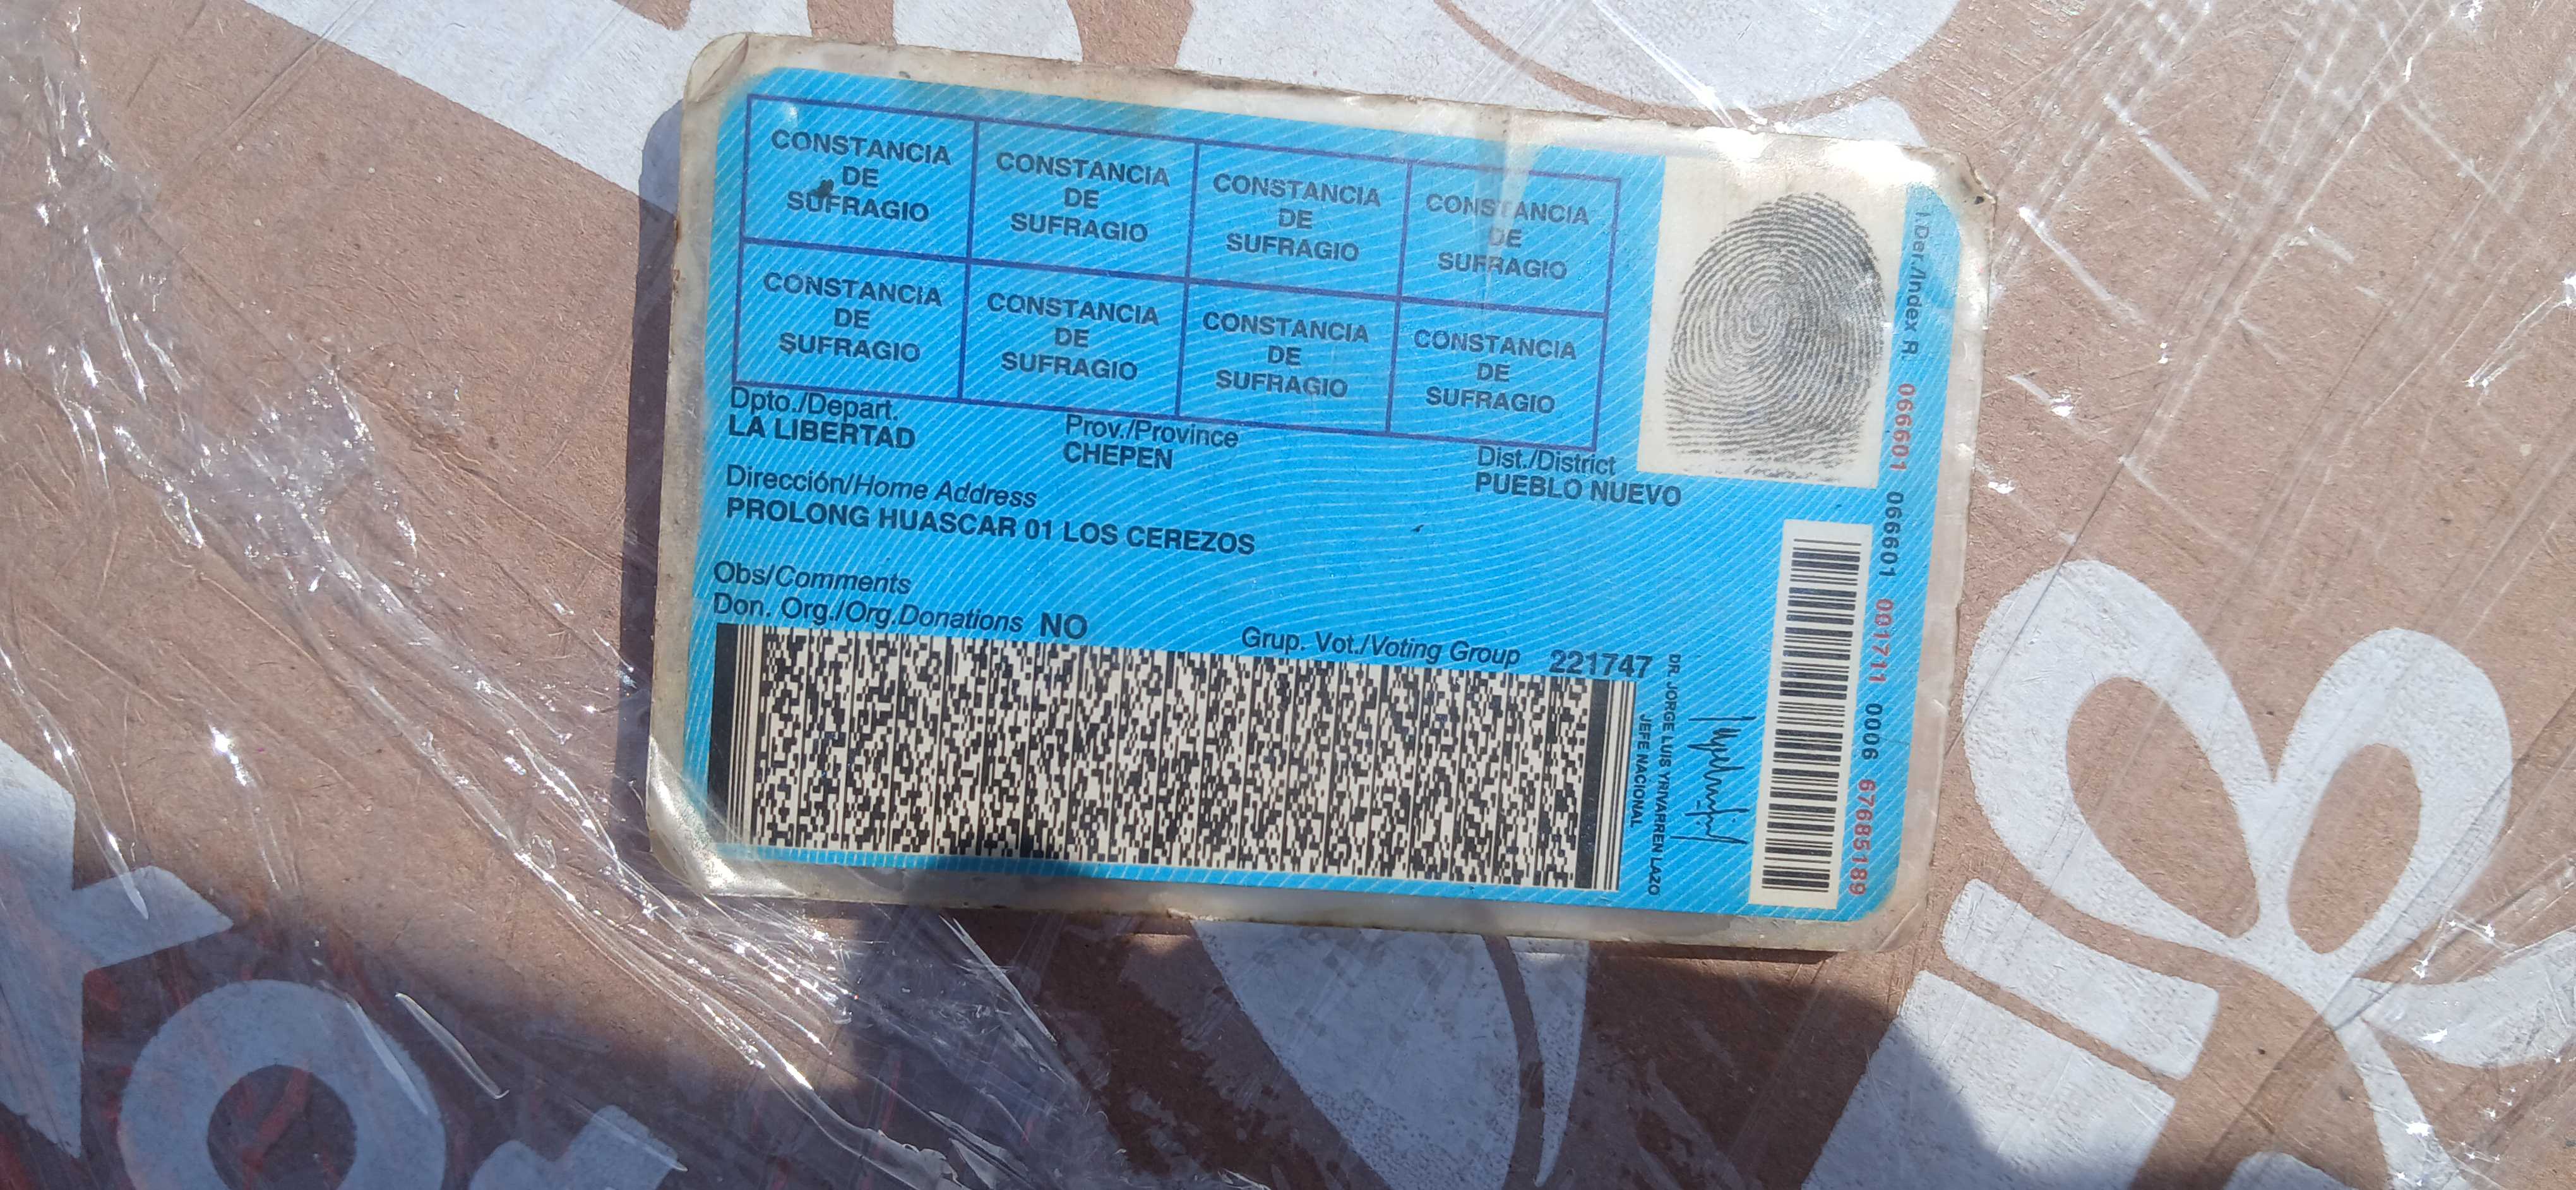 CONSTANCIA
DE
SUFRAGIO
CONSTANCIA
DE
SUFRAGIO
CONSTANCIA
DE
SUFRAGIO
CONSTANCIA
DE
SUFRAGIO
CONSTANCIA
DE
SUFRAGIO
CONSTANCIA
DE
SUFRAGIO
CONSTANCIA
DE
SUFRAGIO
CONSTANCIA
DE
SUFRAGIO
Dpto./Depart.
LA LIBERTAD
Prov./Province
CHEPEN
Dist./District
PUEBLO NUEVO
Dirección/Home Address
PROLONG HUASCAR 01 LOS CEREZOS
Obs/Comments
Don. Org./Org.Donations NO
Grup. Vot./Voting Group 221747
DR. JORGE LUIS YRIVARREN LAZO
JEFE NACIONAL
I.Der./Index R. 066601 066601 001711 0006 67685189